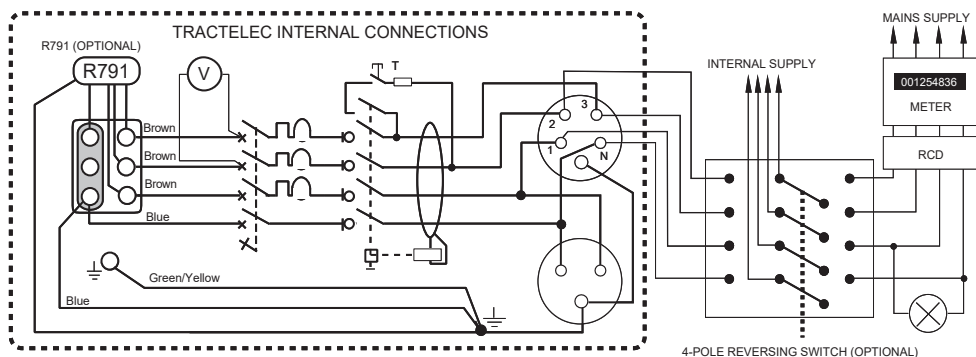 TRACTELEC INTERNAL CONNECTIONS
MAINS SUPPLY
R791 (OPTIONAL)
R791
V
T
INTERNAL SUPPLY
001254836
METER
RCD
Brown
Brown
Brown
Blue
2
3
1
N
Green/Yellow
Blue
4-POLE REVERSING SWITCH (OPTIONAL)